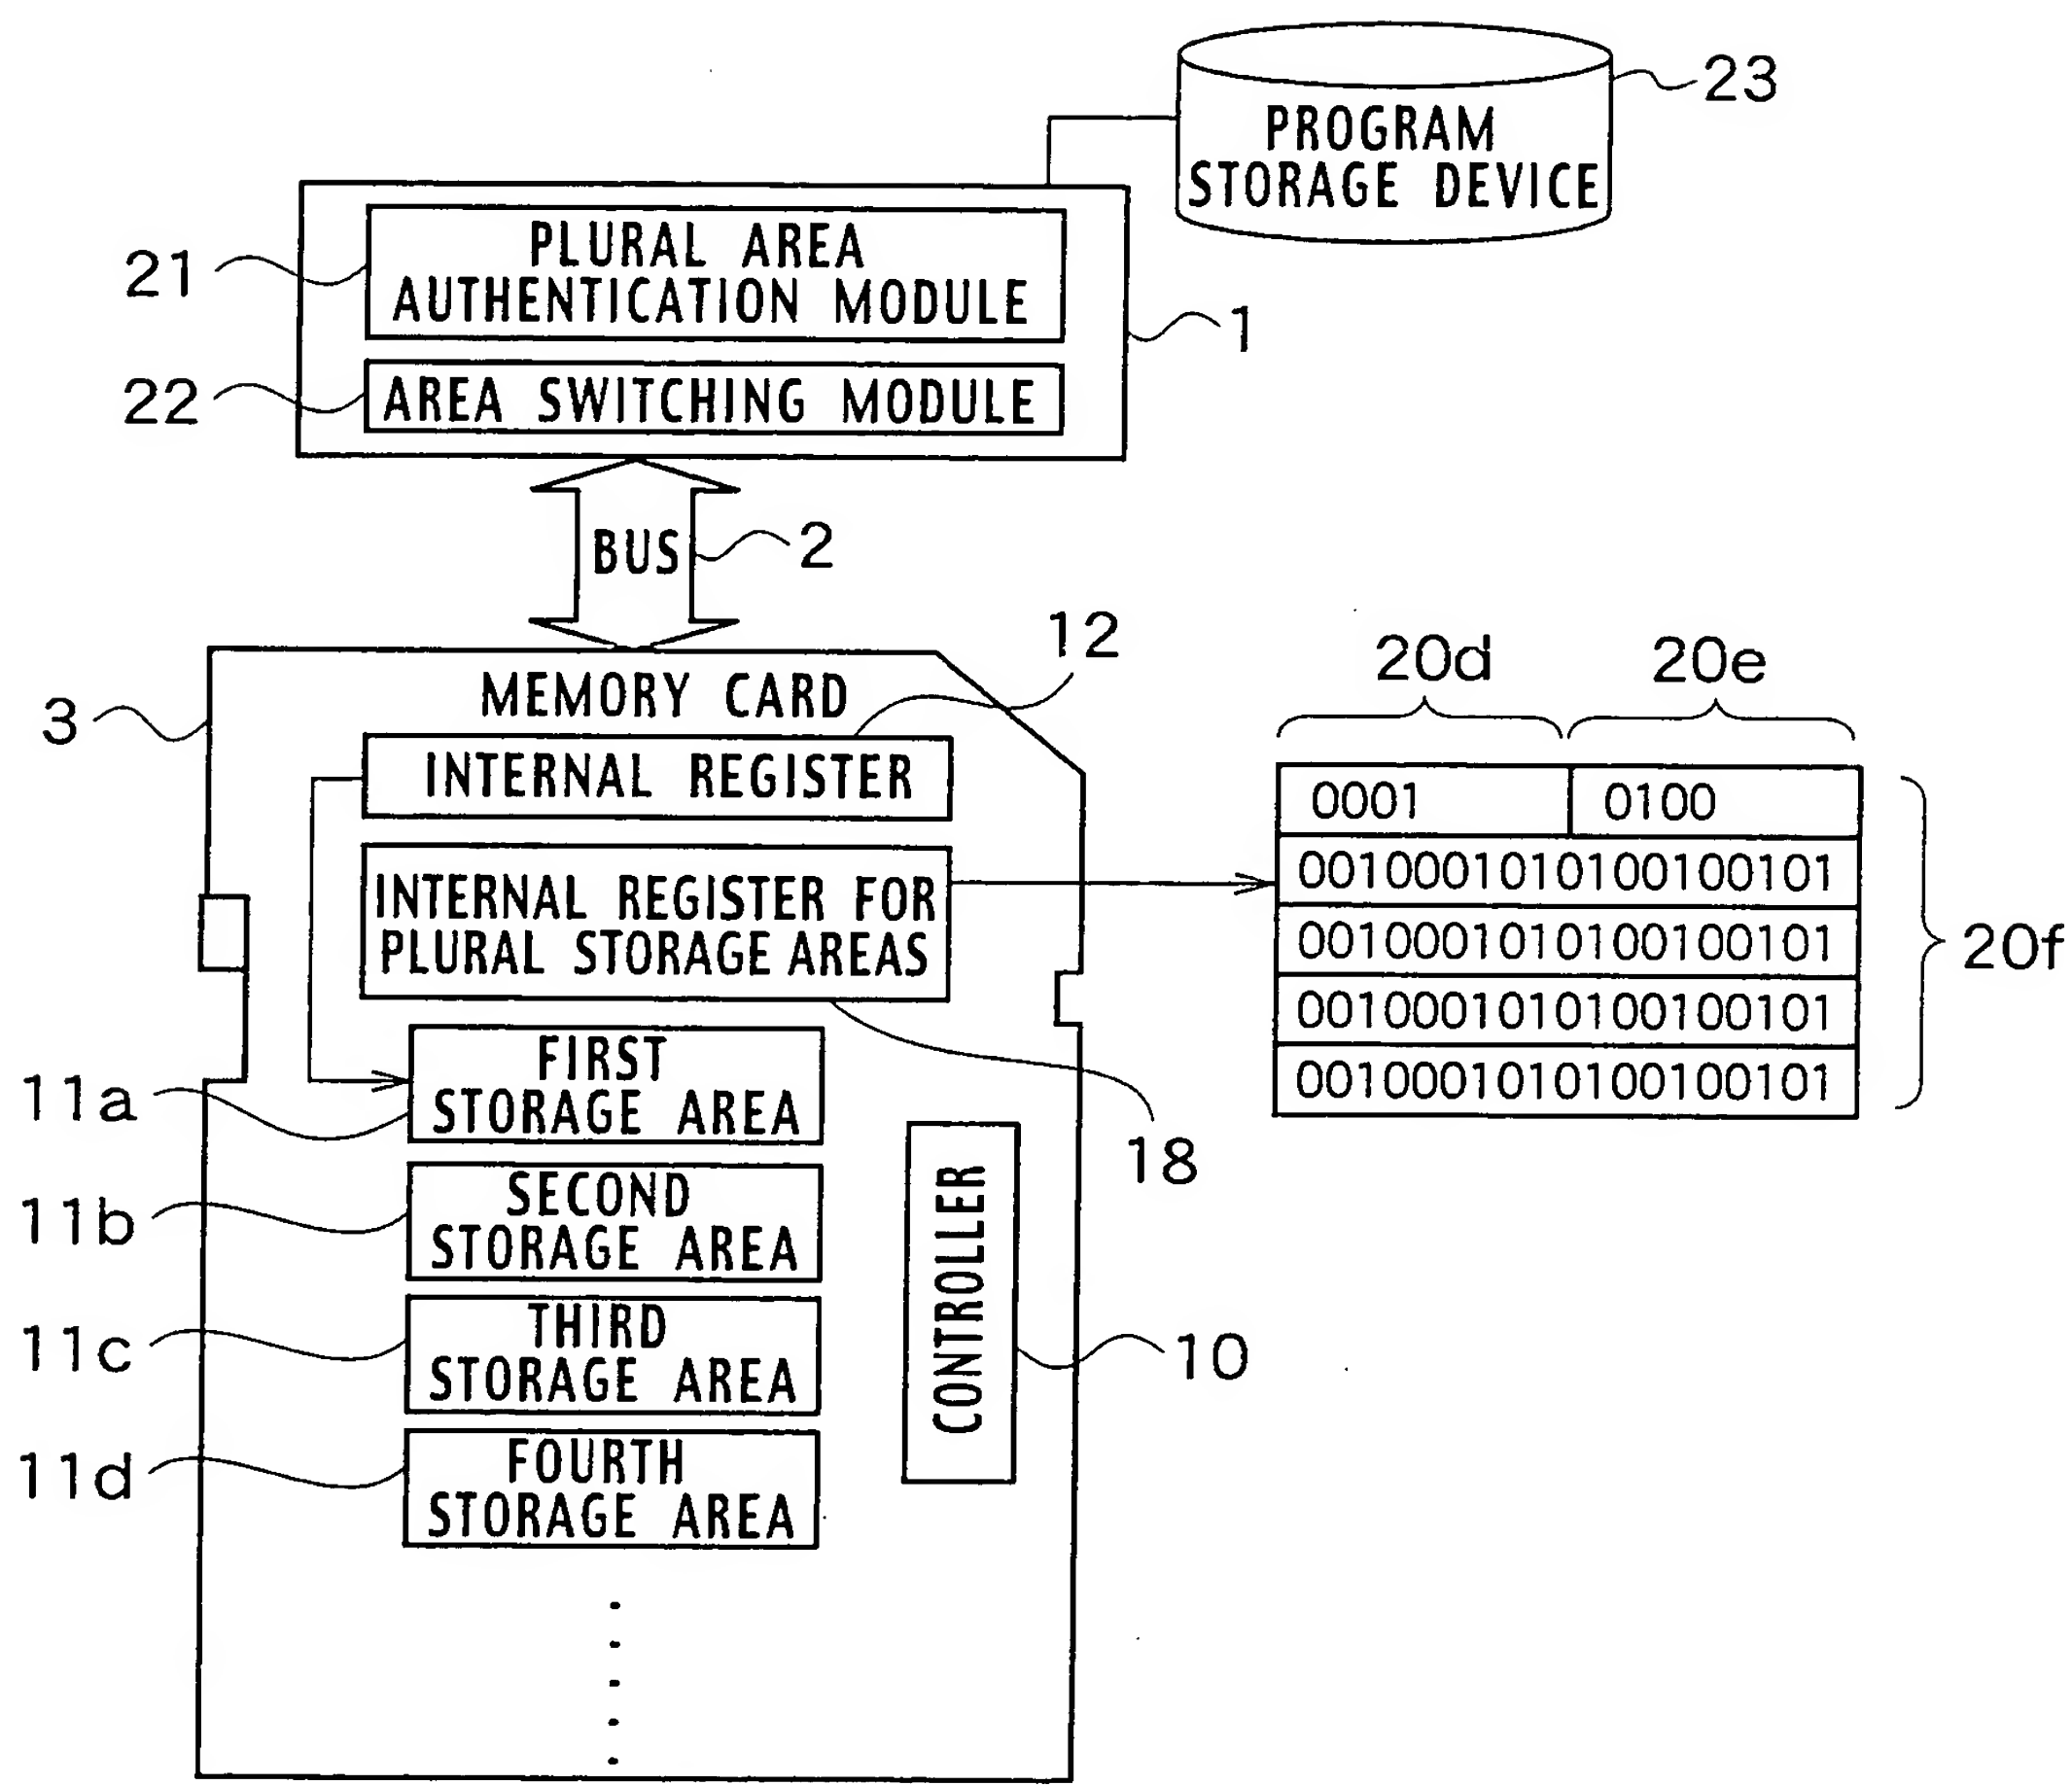 23
PROGRAM
STORAGE DEVICE
21
PLURAL AREA
AUTHENTICATION MODULE
1
22
AREA SWITCHING MODULE
BUS
2
12
20d
20e
3
MEMORY CARD
INTERNAL REGISTER
0001
0100
INTERNAL REGISTER FOR
PLURAL STORAGE AREAS
0010001010100100101
0010001010100100101
0010001010100100101
0010001010100100101
20f
11a
FIRST
STORAGE AREA
18
11b
SECOND
STORAGE AREA
CONTROLLER
11c
THIRD
STORAGE AREA
10
11d
FOURTH
STORAGE AREA